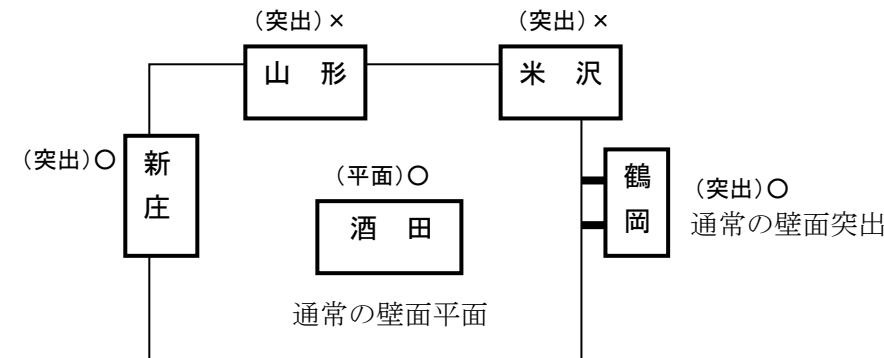 (突出)×
(突出)×
山 形
米 沢
(突出)〇
新庄
(平面)〇
酒 田
通常の壁面平面
鶴岡
(突出)〇
通常の壁面突出